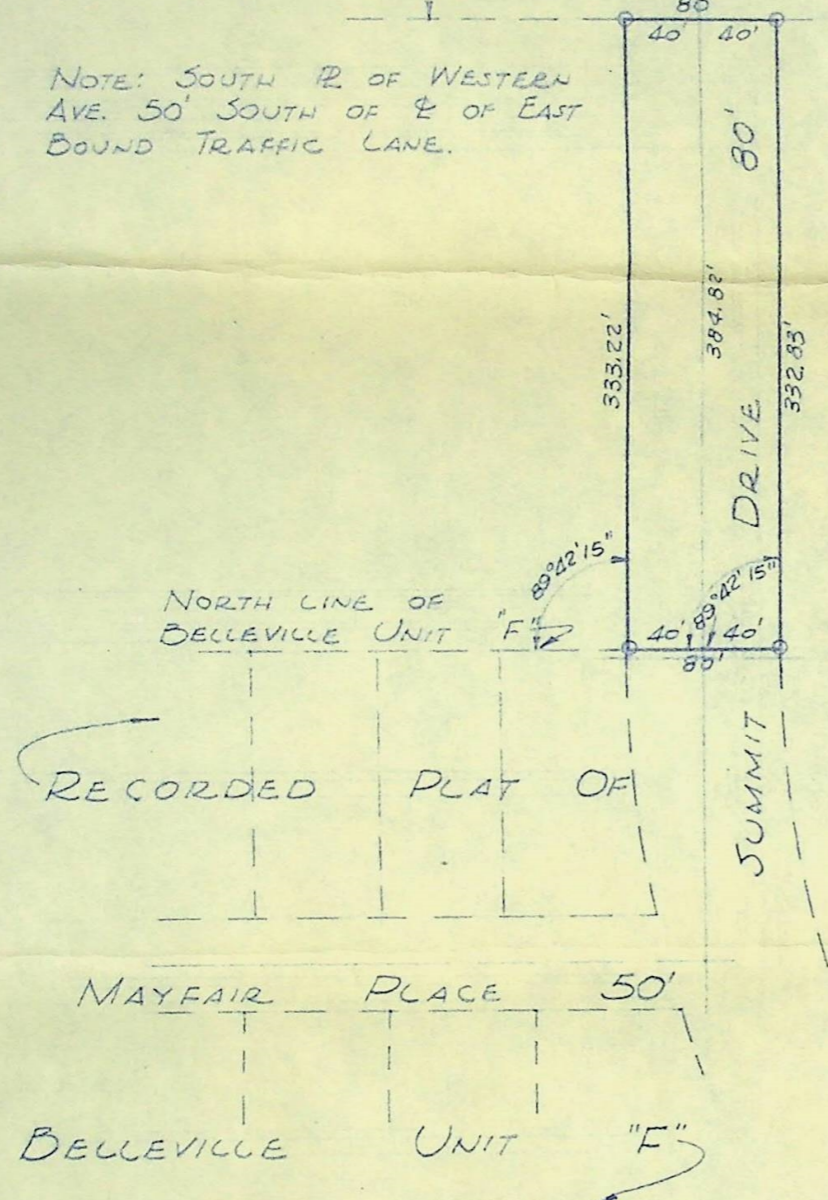 80'
40' 40'
NOTE: SOUTH PL OF WESTERN
AVE. 50' SOUTH OF CL OF EAST
BOUND TRAFFIC LANE.
80'
384.82'
333.22'
332.83'
DRIVE
89°42'15"
89°42'15"
NORTH LINE OF
BELLEVILLE UNIT "F"
40' 40'
80'
SUMMIT
RECORDED PLAT OF
MAYFAIR PLACE 50'
BELLEVILLE UNIT "F"